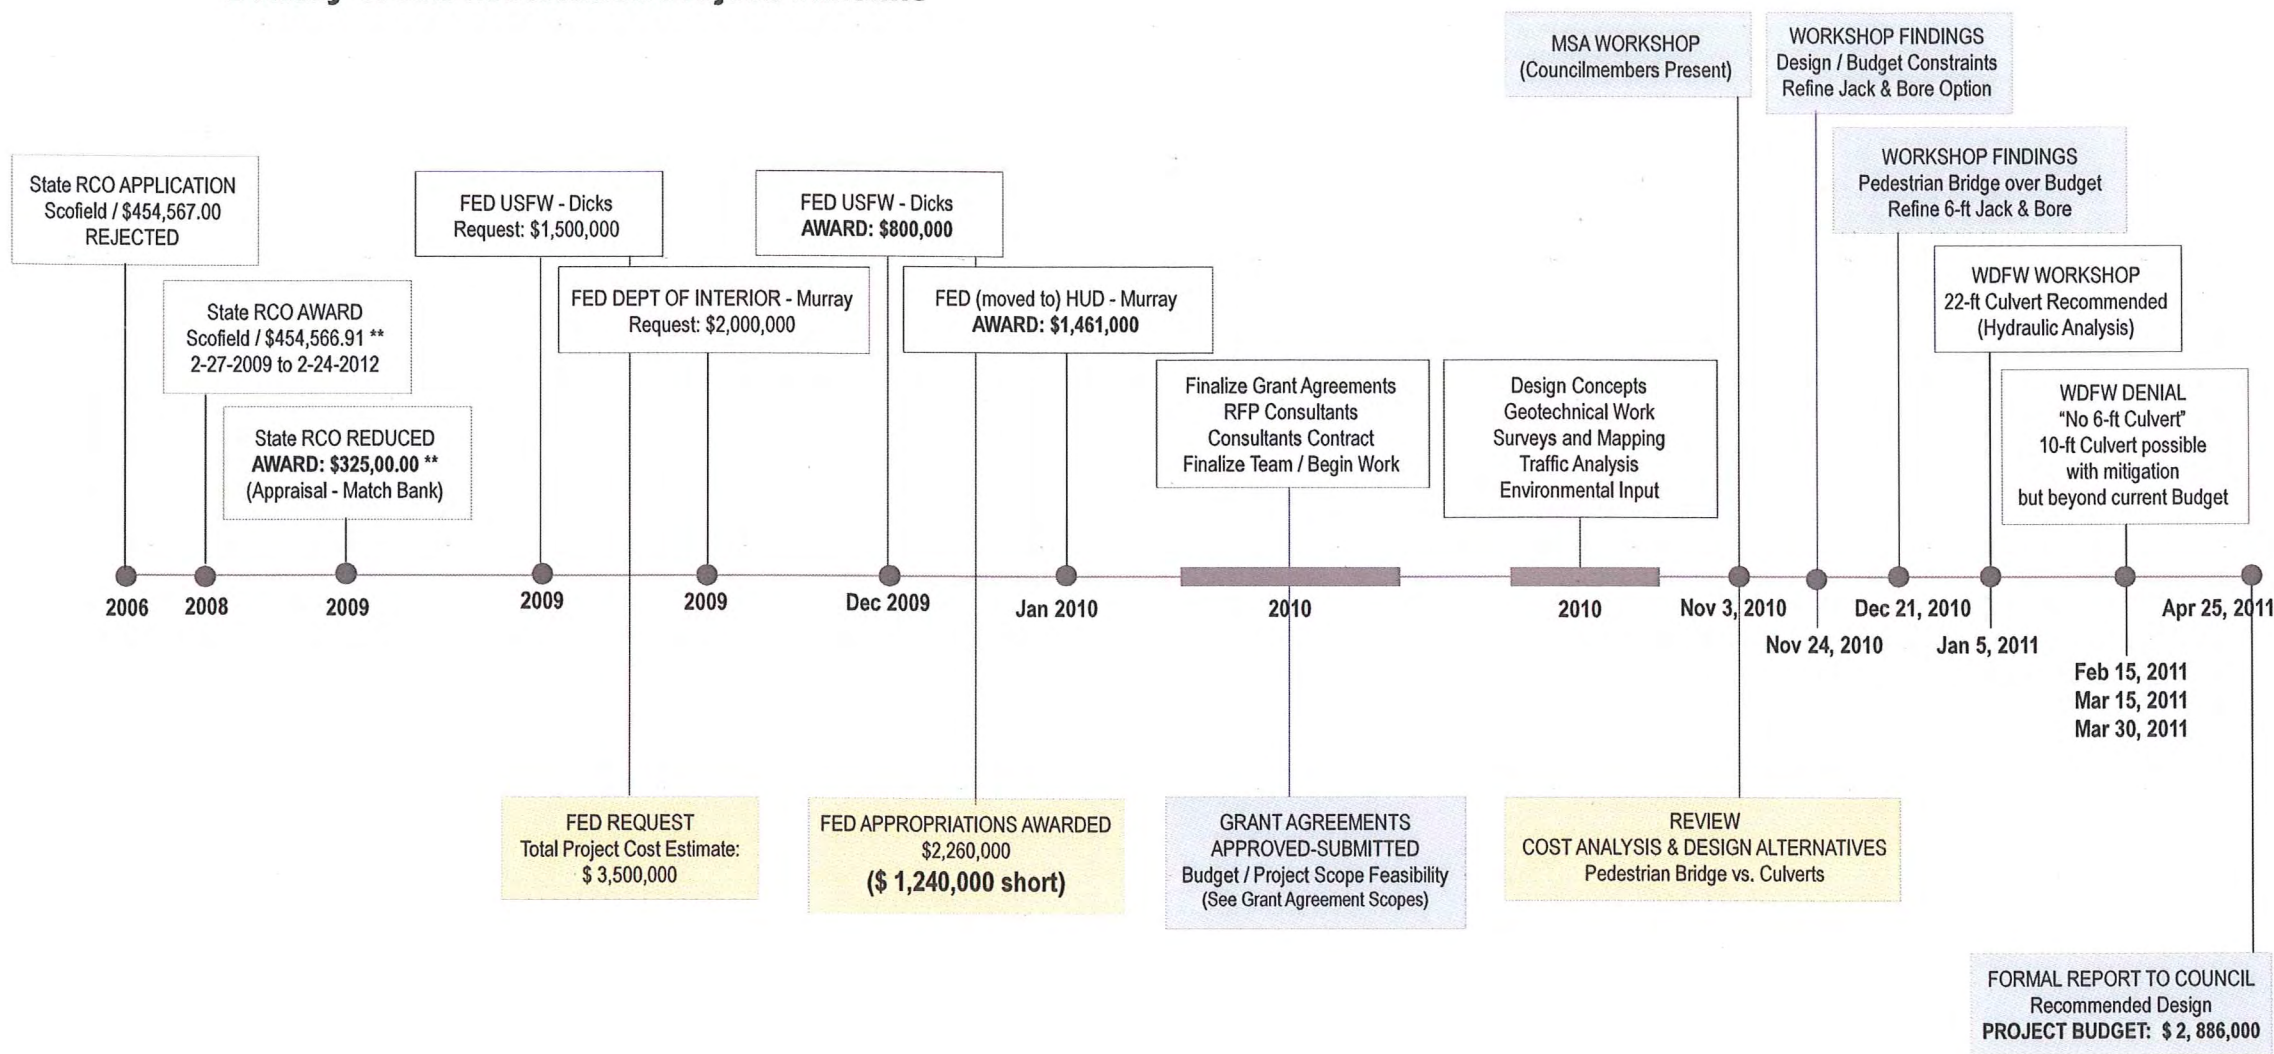 State RCO APPLICATION
Scofield / $454,567.00
REJECTED
State RCO AWARD
Scofield / $454,566.91 **
2-27-2009 to 2-24-2012
State RCO REDUCED
AWARD: $325,00.00 **
(Appraisal - Match Bank)
FED USFW - Dicks
Request: $1,500,000
FED DEPT OF INTERIOR - Murray
Request: $2,000,000
FED USFW - Dicks
AWARD: $800,000
FED (moved to) HUD - Murray
AWARD: $1,461,000
Finalize Grant Agreements
RFP Consultants
Consultants Contract
Finalize Team / Begin Work
Design Concepts
Geotechnical Work
Surveys and Mapping
Traffic Analysis
Environmental Input
MSA WORKSHOP
(Councilmembers Present)
WORKSHOP FINDINGS
Design / Budget Constraints
Refine Jack & Bore Option
WORKSHOP FINDINGS
Pedestrian Bridge over Budget
Refine 6-ft Jack & Bore
WDFW WORKSHOP
22-ft Culvert Recommended
(Hydraulic Analysis)
WDFW DENIAL
“No 6-ft Culvert”
10-ft Culvert possible
with mitigation
but beyond current Budget
2006
2008
2009
2009
2009
Dec 2009
Jan 2010
2010
2010
Nov 3, 2010
Nov 24, 2010
Dec 21, 2010
Jan 5, 2011
Feb 15, 2011
Mar 15, 2011
Mar 30, 2011
Apr 25, 2011
FED REQUEST
Total Project Cost Estimate:
$ 3,500,000
FED APPROPRIATIONS AWARDED
$2,260,000
($ 1,240,000 short)
GRANT AGREEMENTS
APPROVED-SUBMITTED
Budget / Project Scope Feasibility
(See Grant Agreement Scopes)
REVIEW
COST ANALYSIS & DESIGN ALTERNATIVES
Pedestrian Bridge vs. Culverts
FORMAL REPORT TO COUNCIL
Recommended Design
PROJECT BUDGET: $ 2, 886,000